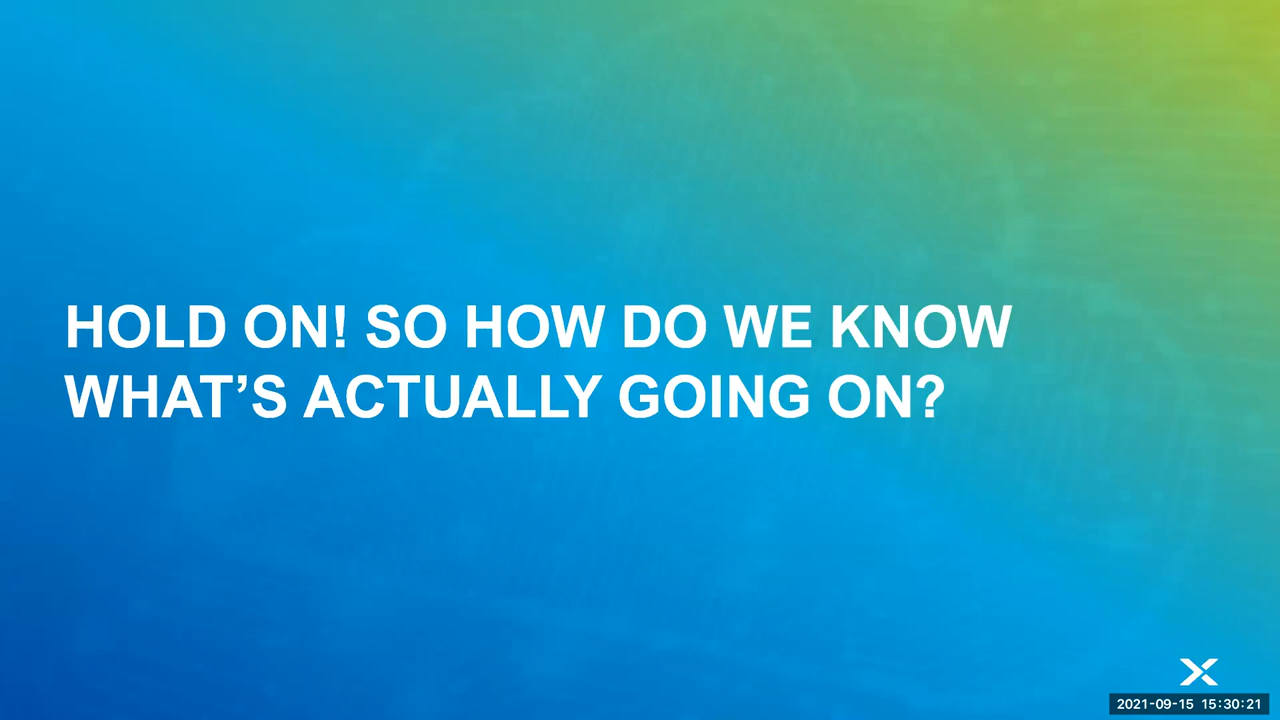 HOLD ON! SO HOW DO WE KNOW
WHAT’S ACTUALLY GOING ON?
2021-09-15 15:30:21